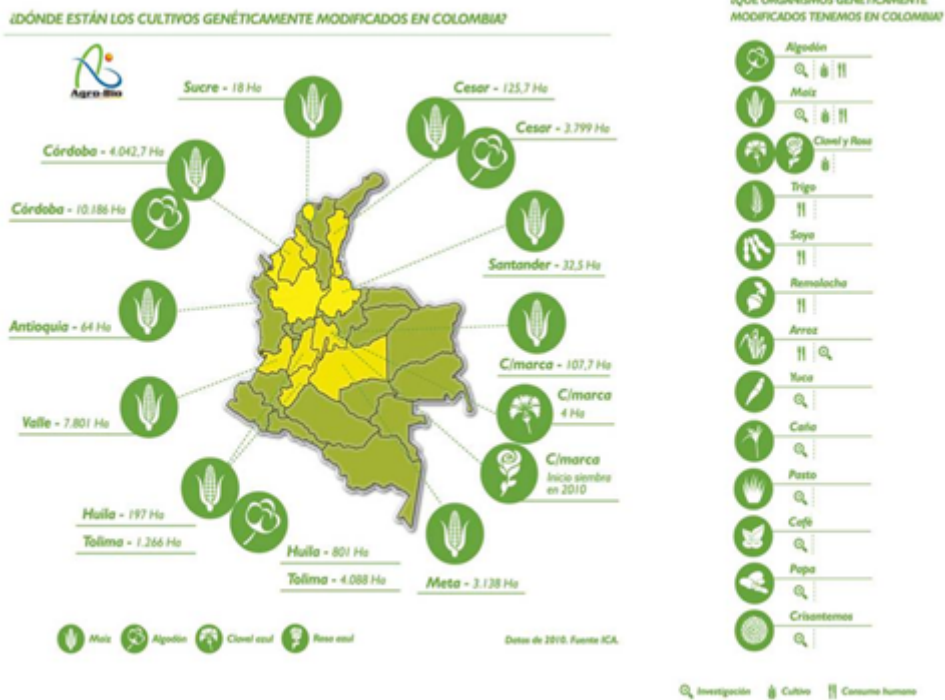 ¿DÓNDE ESTÁN LOS CULTIVOS GENÉTICAMENTE MODIFICADOS EN COLOMBIA?
Agro-Bio
Sucre - 18 Ha
Cesar - 125,7 Ha
Cesar - 3.799 Ha
Córdoba - 4.042,7 Ha
Córdoba - 10.186 Ha
Santander - 32,5 Ha
Antioquia - 64 Ha
C/marca - 107,7 Ha
C/marca
4 Ha
Valle - 7.801 Ha
C/marca
Inicio siembra
en 2010
Huila - 197 Ha
Tolima - 1.266 Ha
Huila - 801 Ha
Tolima - 4.088 Ha
Meta - 3.138 Ha
Maíz
Algodón
Clavel azul
Rosa azul
Datos de 2010. Fuente ICA.
¿QUÉ ORGANISMOS GENÉTICAMENTE
MODIFICADOS TENEMOS EN COLOMBIA?
Algodón
Maíz
Clavel y Rosa
Trigo
Soya
Remolacha
Arroz
Yuca
Caña
Pasto
Café
Papa
Crisantemos
Investigación
Cultivo
Consumo humano